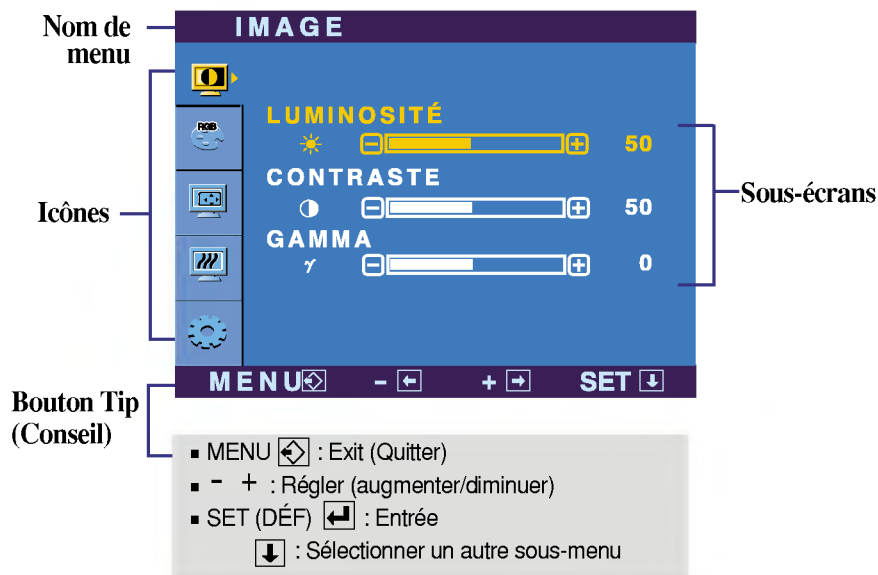 Nom de
menu
IMAGE
RGB
LUMINOSITÉ
50
CONTRASTE
50
GAMMA
γ
0
Icônes
Sous-écrans
MENU - + SET
Bouton Tip
(Conseil)
■ MENU : Exit (Quitter)
■ - + : Régler (augmenter/diminuer)
■ SET (DÉF) : Entrée
: Sélectionner un autre sous-menu